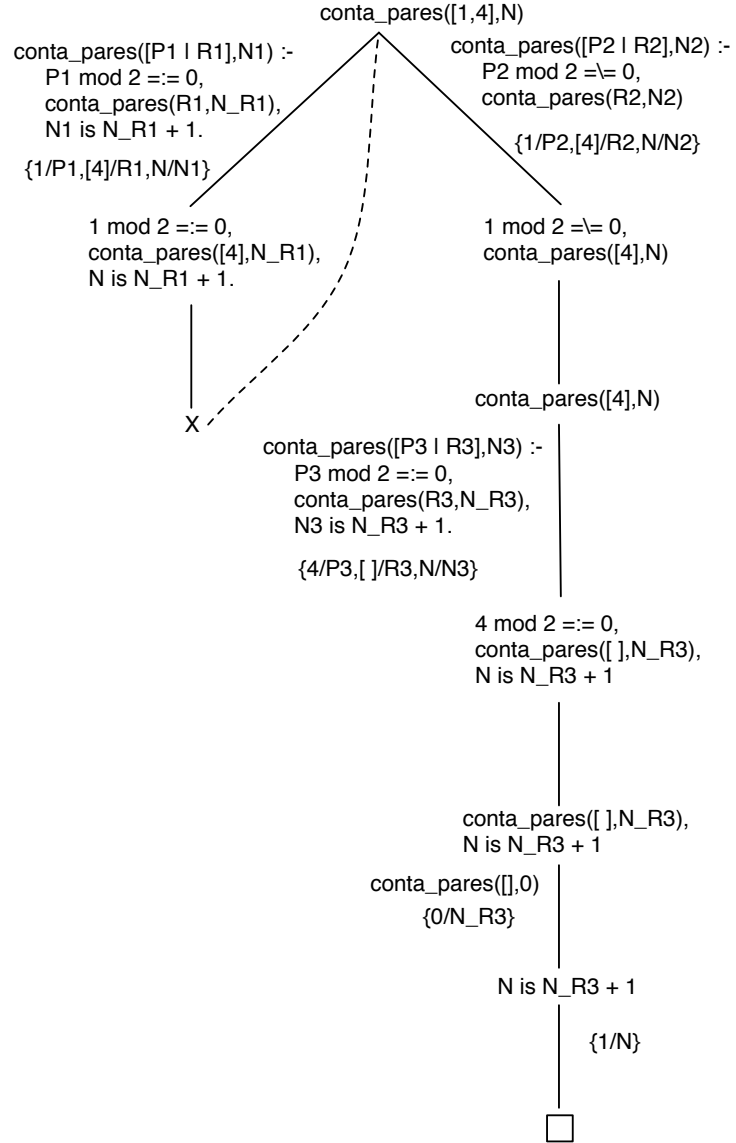 conta_pares([1,4],N)
conta_pares([P1 | R1],N1) :-
P1 mod 2 =:= 0,
conta_pares(R1,N_R1),
N1 is N_R1 + 1.
{1/P1,[4]/R1,N/N1}
conta_pares([P2 | R2],N2) :-
P2 mod 2 =\= 0,
conta_pares(R2,N2)
{1/P2,[4]/R2,N/N2}
1 mod 2 =:= 0,
conta_pares([4],N_R1),
N is N_R1 + 1.
1 mod 2 =\= 0,
conta_pares([4],N)
X
conta_pares([4],N)
conta_pares([P3 | R3],N3) :-
P3 mod 2 =:= 0,
conta_pares(R3,N_R3),
N3 is N_R3 + 1.
{4/P3,[ ]/R3,N/N3}
4 mod 2 =:= 0,
conta_pares([ ],N_R3),
N is N_R3 + 1
conta_pares([ ],N_R3),
N is N_R3 + 1
conta_pares([],0)
{0/N_R3}
N is N_R3 + 1
{1/N}